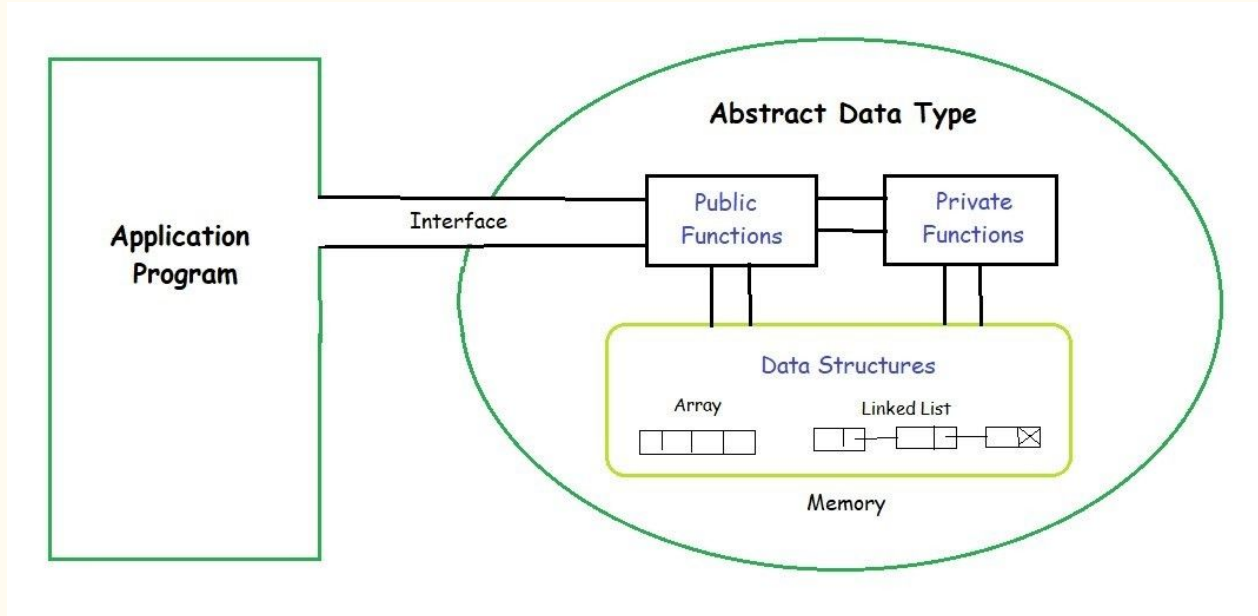 Abstract Data Type
Application
Program
Interface
Public
Functions
Private
Functions
Data Structures
Array
Linked List
Memory